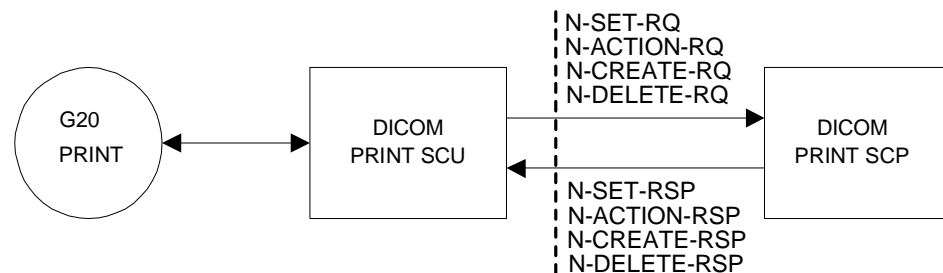 N-SET-RQ
N-ACTION-RQ
N-CREATE-RQ
N-DELETE-RQ
G20
PRINT
DICOM
PRINT SCU
DICOM
PRINT SCP
N-SET-RSP
N-ACTION-RSP
N-CREATE-RSP
N-DELETE-RSP